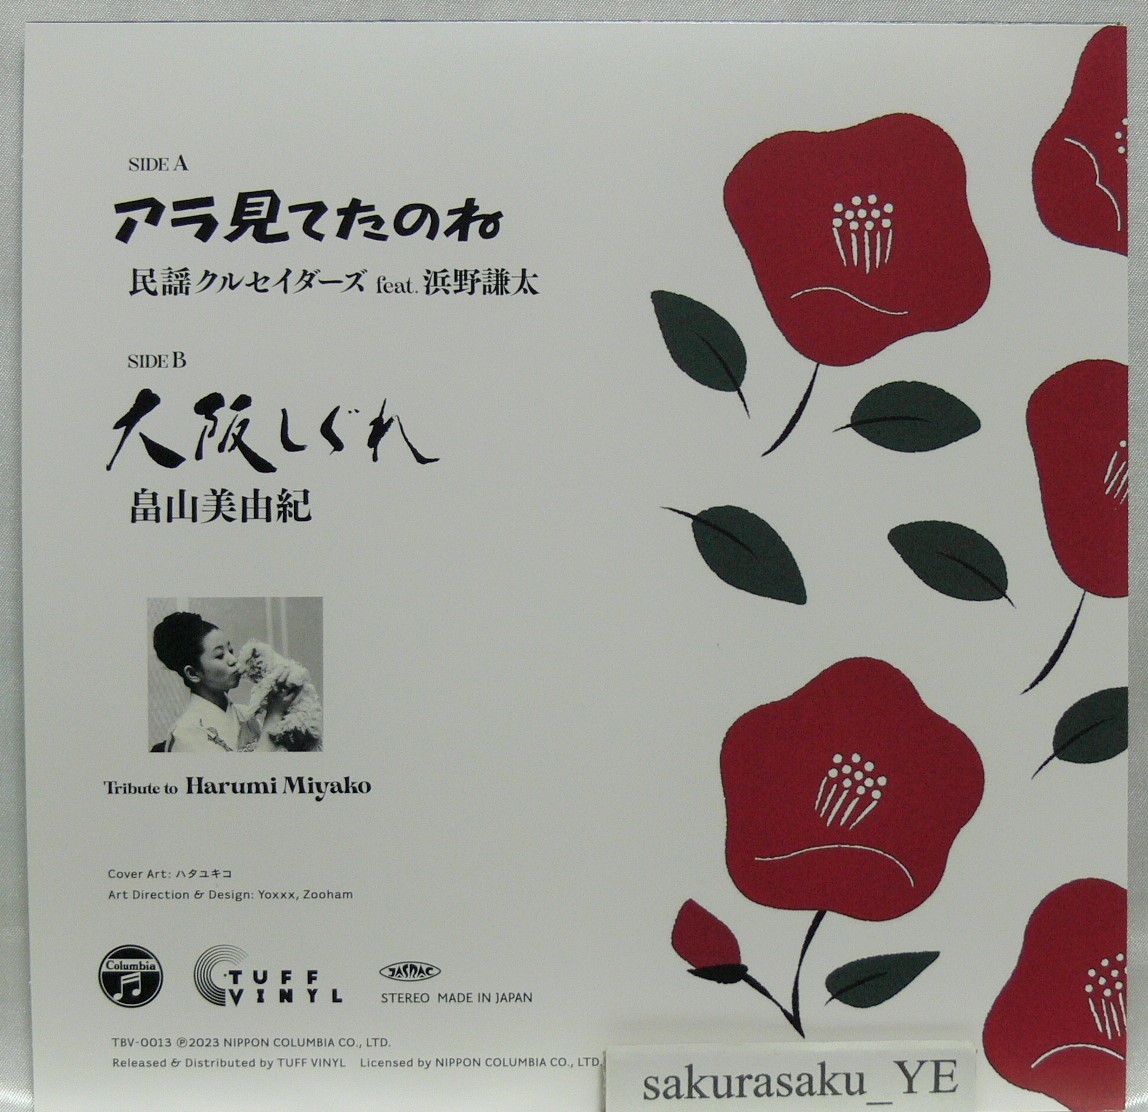 SIDE A
アラ見てたのね
民謡クルセイダーズ feat. 浜野謙太
SIDE B
大阪しぐれ
畠山美由紀
Tribute to Harumi Miyako
Cover Art: ハタユキコ
Art Direction & Design: Yoxxx, Zooham
Columbia
TUFF VINYL
JASRAC
STEREO MADE IN JAPAN
TBV-0013 ℗2023 NIPPON COLUMBIA CO., LTD.
Released & Distributed by TUFF VINYL Licensed by NIPPON COLUMBIA CO., LTD.
sakurasaku_YE